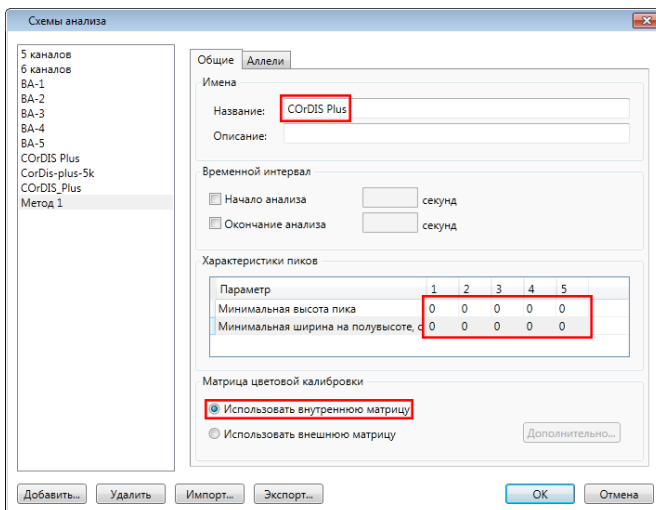 Схемы анализа
5 каналов
6 каналов
BA-1
BA-2
BA-3
BA-4
BA-5
COrDIS Plus
CorDis-plus-5k
COrDIS_Plus
Метод 1
Общие Аллели
Имена
Название: COrDIS Plus
Описание:
Временной интервал
Начало анализа секунд
Окончание анализа секунд
Характеристики пиков
Параметр 1 2 3 4 5
Минимальная высота пика 0 0 0 0 0
Минимальная ширина на полувысоте, с 0 0 0 0 0
Матрица цветовой калибровки
Использовать внутреннюю матрицу
Использовать внешнюю матрицу Дополнительно...
Добавить... Удалить Импорт... Экспорт... OK Отмена